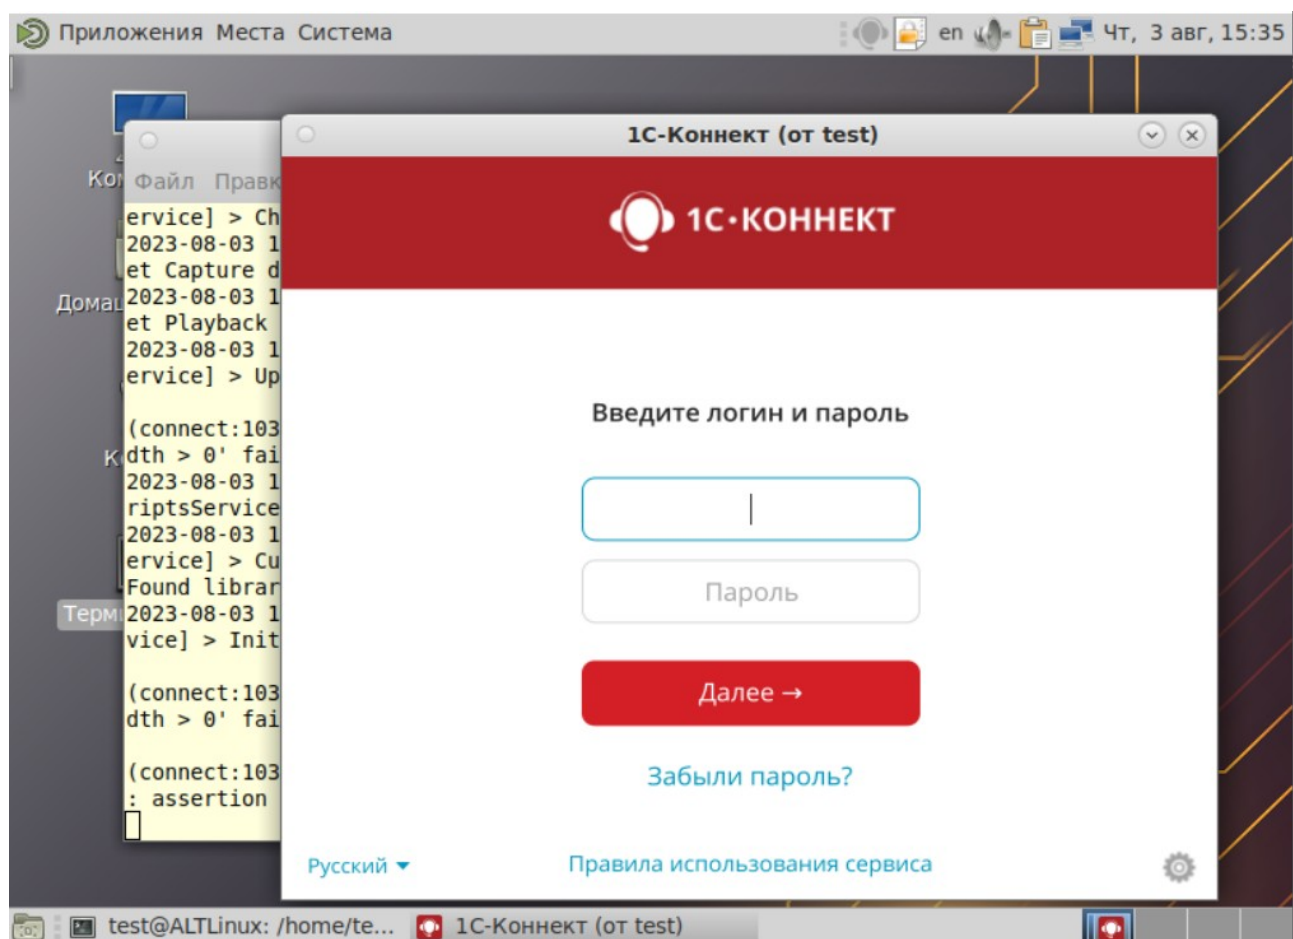 Приложения Места Система
en
Чт, 3 авг, 15:35
1С-Коннект (от test)
Файл Правк
ervice] > Ch
2023-08-03 1
et Capture d
2023-08-03 1
et Playback
2023-08-03 1
ervice] > Up
(connect:103
dth > 0' fai
2023-08-03 1
riptsService
2023-08-03 1
ervice] > Cu
Found librar
2023-08-03 1
vice] > Init
(connect:103
dth > 0' fai
(connect:103
: assertion
1С·КОННЕКТ
Введите логин и пароль
Пароль
Далее →
Забыли пароль?
Русский
Правила использования сервиса
test@ALTLinux: /home/te...
1С-Коннект (от test)